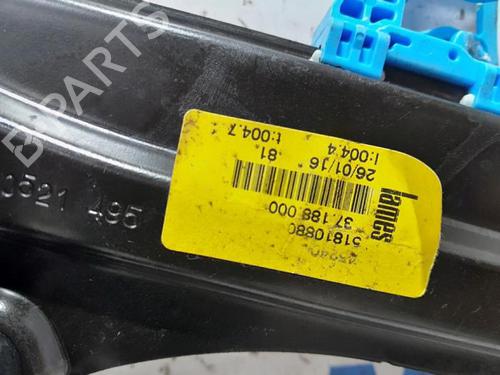 B-PARTS
lames
51810880
37.188 000
26/01/16 81
I:004.4 t:004.7
0521 495